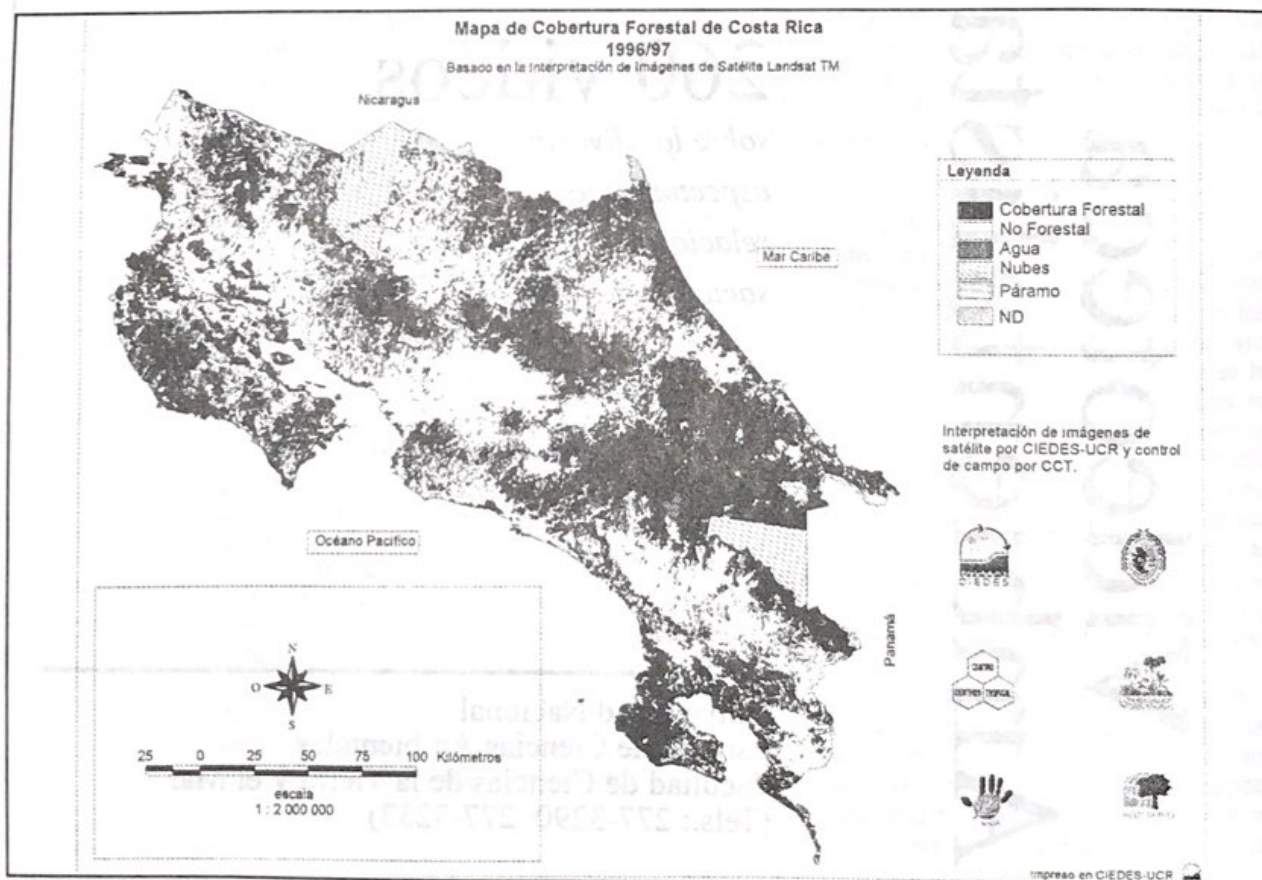 Mapa de Cobertura Forestal de Costa Rica
1996/97
Basado en la Interpretación de Imágenes de Satélite Landsat TM
Nicaragua
Mar Caribe
Leyenda
Cobertura Forestal
No Forestal
Agua
Nubes
Páramo
ND
Interpretación de imágenes de
satélite por CIEDES-UCR y control
de campo por CCT.
Océano Pacífico
Panamá
CIEDES
CENTRO
CIENTIFICO TROPICAL
N
O E
S
25 0 25 50 75 100 Kilómetros
escala
1:2 000 000
Impreso en CIEDES-UCR